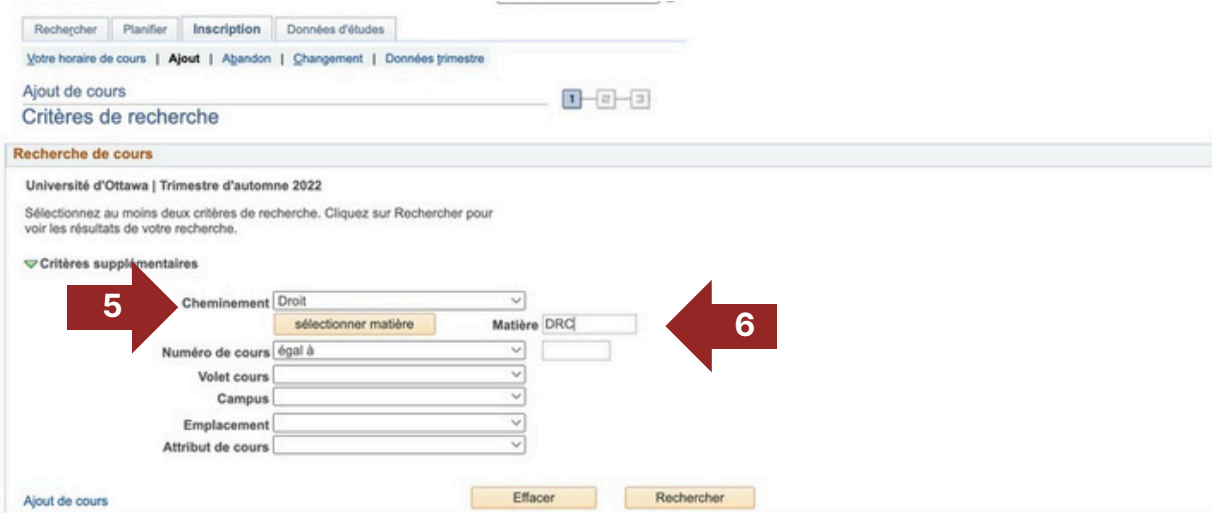 Rechercher Planifier Inscription Données d'études
Votre horaire de cours | Ajout | Abandon | Changement | Données trimestre
Ajout de cours
1 2 3
Critères de recherche
Recherche de cours
Université d'Ottawa | Trimestre d'automne 2022
Sélectionnez au moins deux critères de recherche. Cliquez sur Rechercher pour
voir les résultats de votre recherche.
Critères supplémentaires
5 Cheminement Droit
sélectionner matière Matière DRC 6
Numéro de cours égal à
Volet cours
Campus
Emplacement
Attribut de cours
Ajout de cours Effacer Rechercher